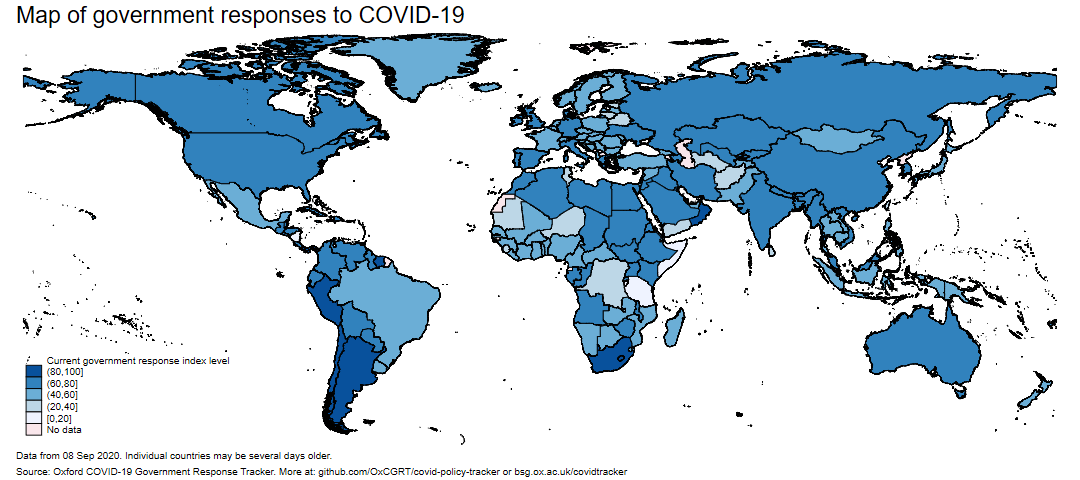 Map of government responses to COVID-19
Current government response index level
(80,100]
(60,80]
(40,60]
(20,40]
[0,20]
No data
Data from 08 Sep 2020. Individual countries may be several days older.
Source: Oxford COVID-19 Government Response Tracker. More at: github.com/OxCGRT/covid-policy-tracker or bsg.ox.ac.uk/covidtracker